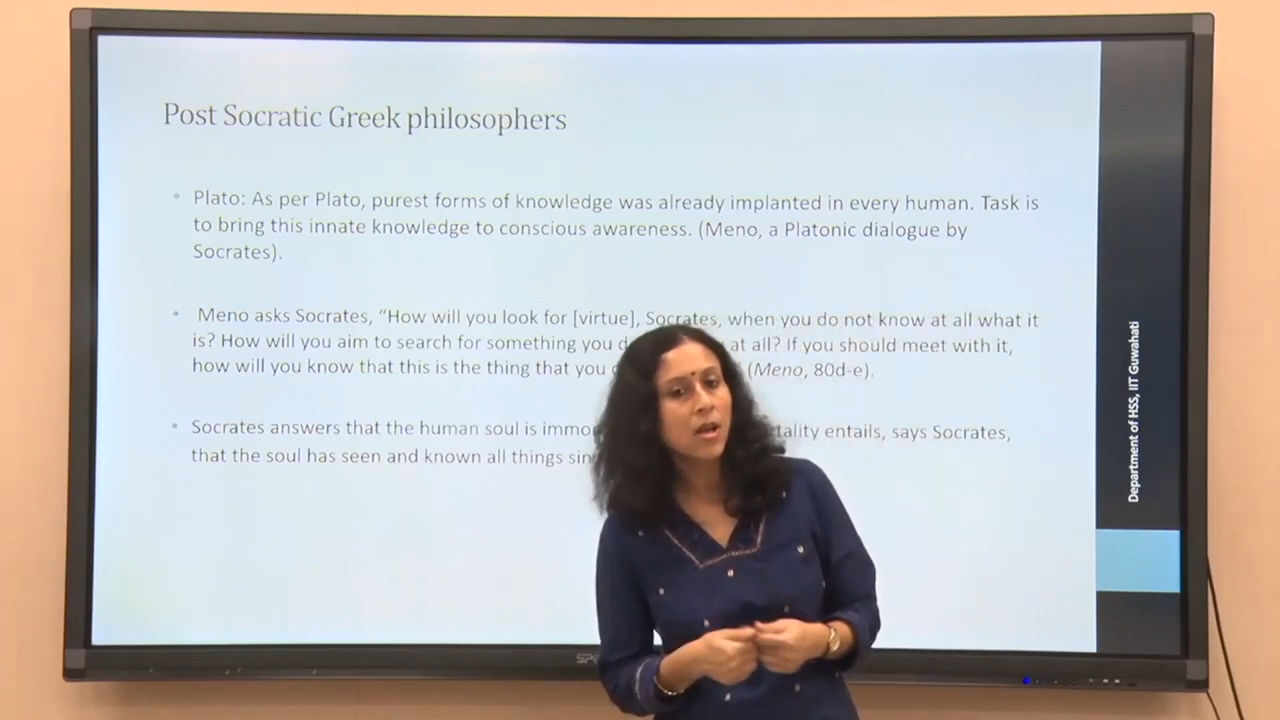 Post Socratic Greek philosophers
• Plato: As per Plato, purest forms of knowledge was already implanted in every human. Task is
to bring this innate knowledge to conscious awareness. (Meno, a Platonic dialogue by
Socrates).
• Meno asks Socrates, “How will you look for [virtue], Socrates, when you do not know at all what it
is? How will you aim to search for something you at all? If you should meet with it,
how will you know that this is the thing that you (Meno, 80d-e).
• Socrates answers that the human soul is entails, says Socrates,
that the soul has seen and known all things
Department of HSS, IIT Guwahati